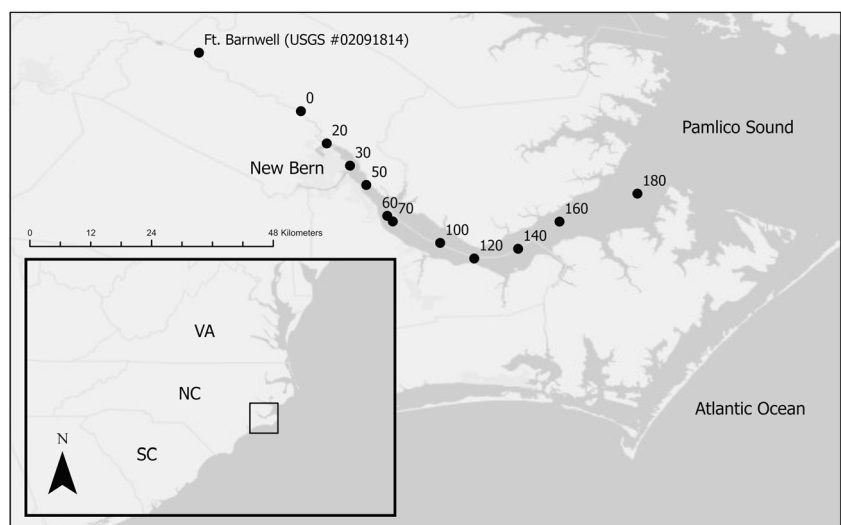 Ft. Barnwell (USGS #02091814)
0
20
Pamlico Sound
30
New Bern
50
180
60
70
160
100
140
120
0 12 24 48 Kilometers
VA
NC
Atlantic Ocean
N
SC